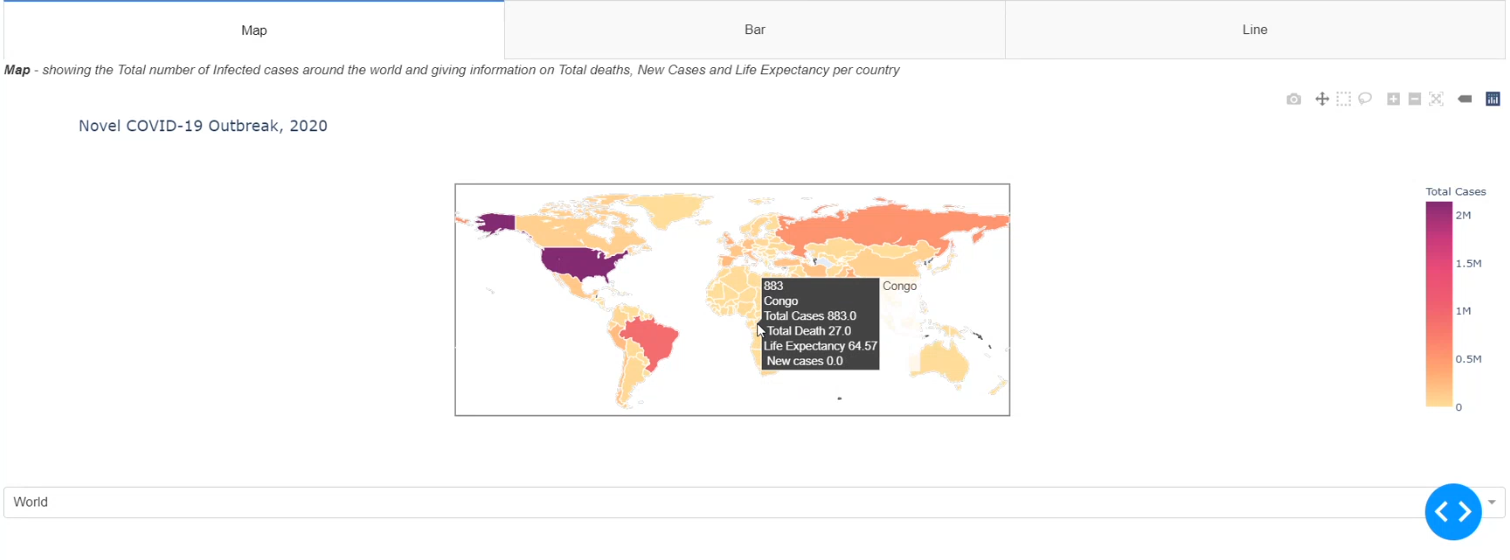 Map
Bar
Line
Map - showing the Total number of Infected cases around the world and giving information on Total deaths, New Cases and Life Expectancy per country
Novel COVID-19 Outbreak, 2020
Total Cases
2M
1.5M
1M
0.5M
0
883
Congo
Total Cases 883.0
Total Death 27.0
Life Expectancy 64.57
New cases 0.0
Congo
World